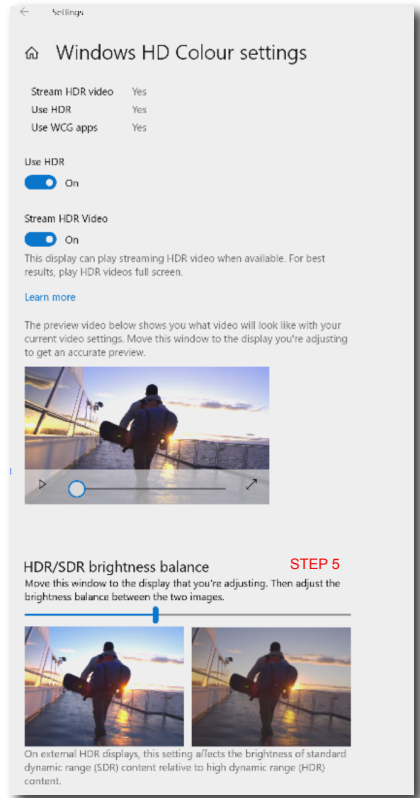 Settings
Windows HD Colour settings
Stream HDR video Yes
Use HDR Yes
Use WCG apps Yes
Use HDR
On
Stream HDR Video
On
This display can play streaming HDR video when available. For best
results, play HDR videos full screen.
Learn more
The preview video below shows you what video will look like with your
current video settings. Move this window to the display you're adjusting
to get an accurate preview.
HDR/SDR brightness balance STEP 5
Move this window to the display that you're adjusting. Then adjust the
brightness balance between the two images.
On external HDR displays, this setting affects the brightness of standard
dynamic range (SDR) content relative to high dynamic range (HDR)
content.